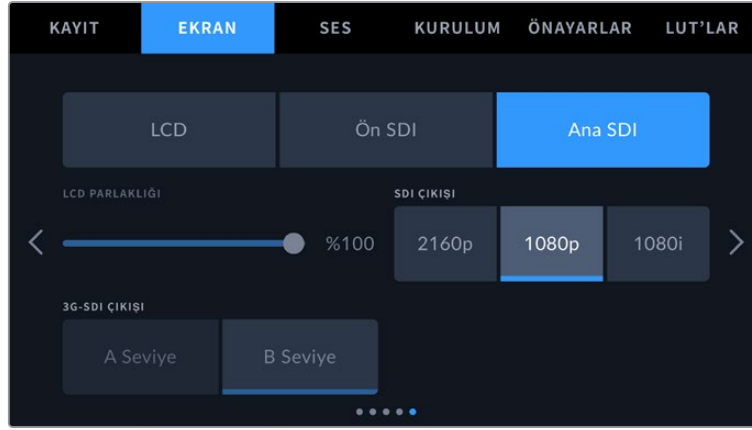 KAYIT EKRAN SES KURULUM ÖNAYARLAR LUT’LAR
LCD Ön SDI Ana SDI
LCD PARLAKLIĞI SDI ÇIKIŞI
%100 2160p 1080p 1080i
3G-SDI ÇIKIŞI
A Seviye B Seviye